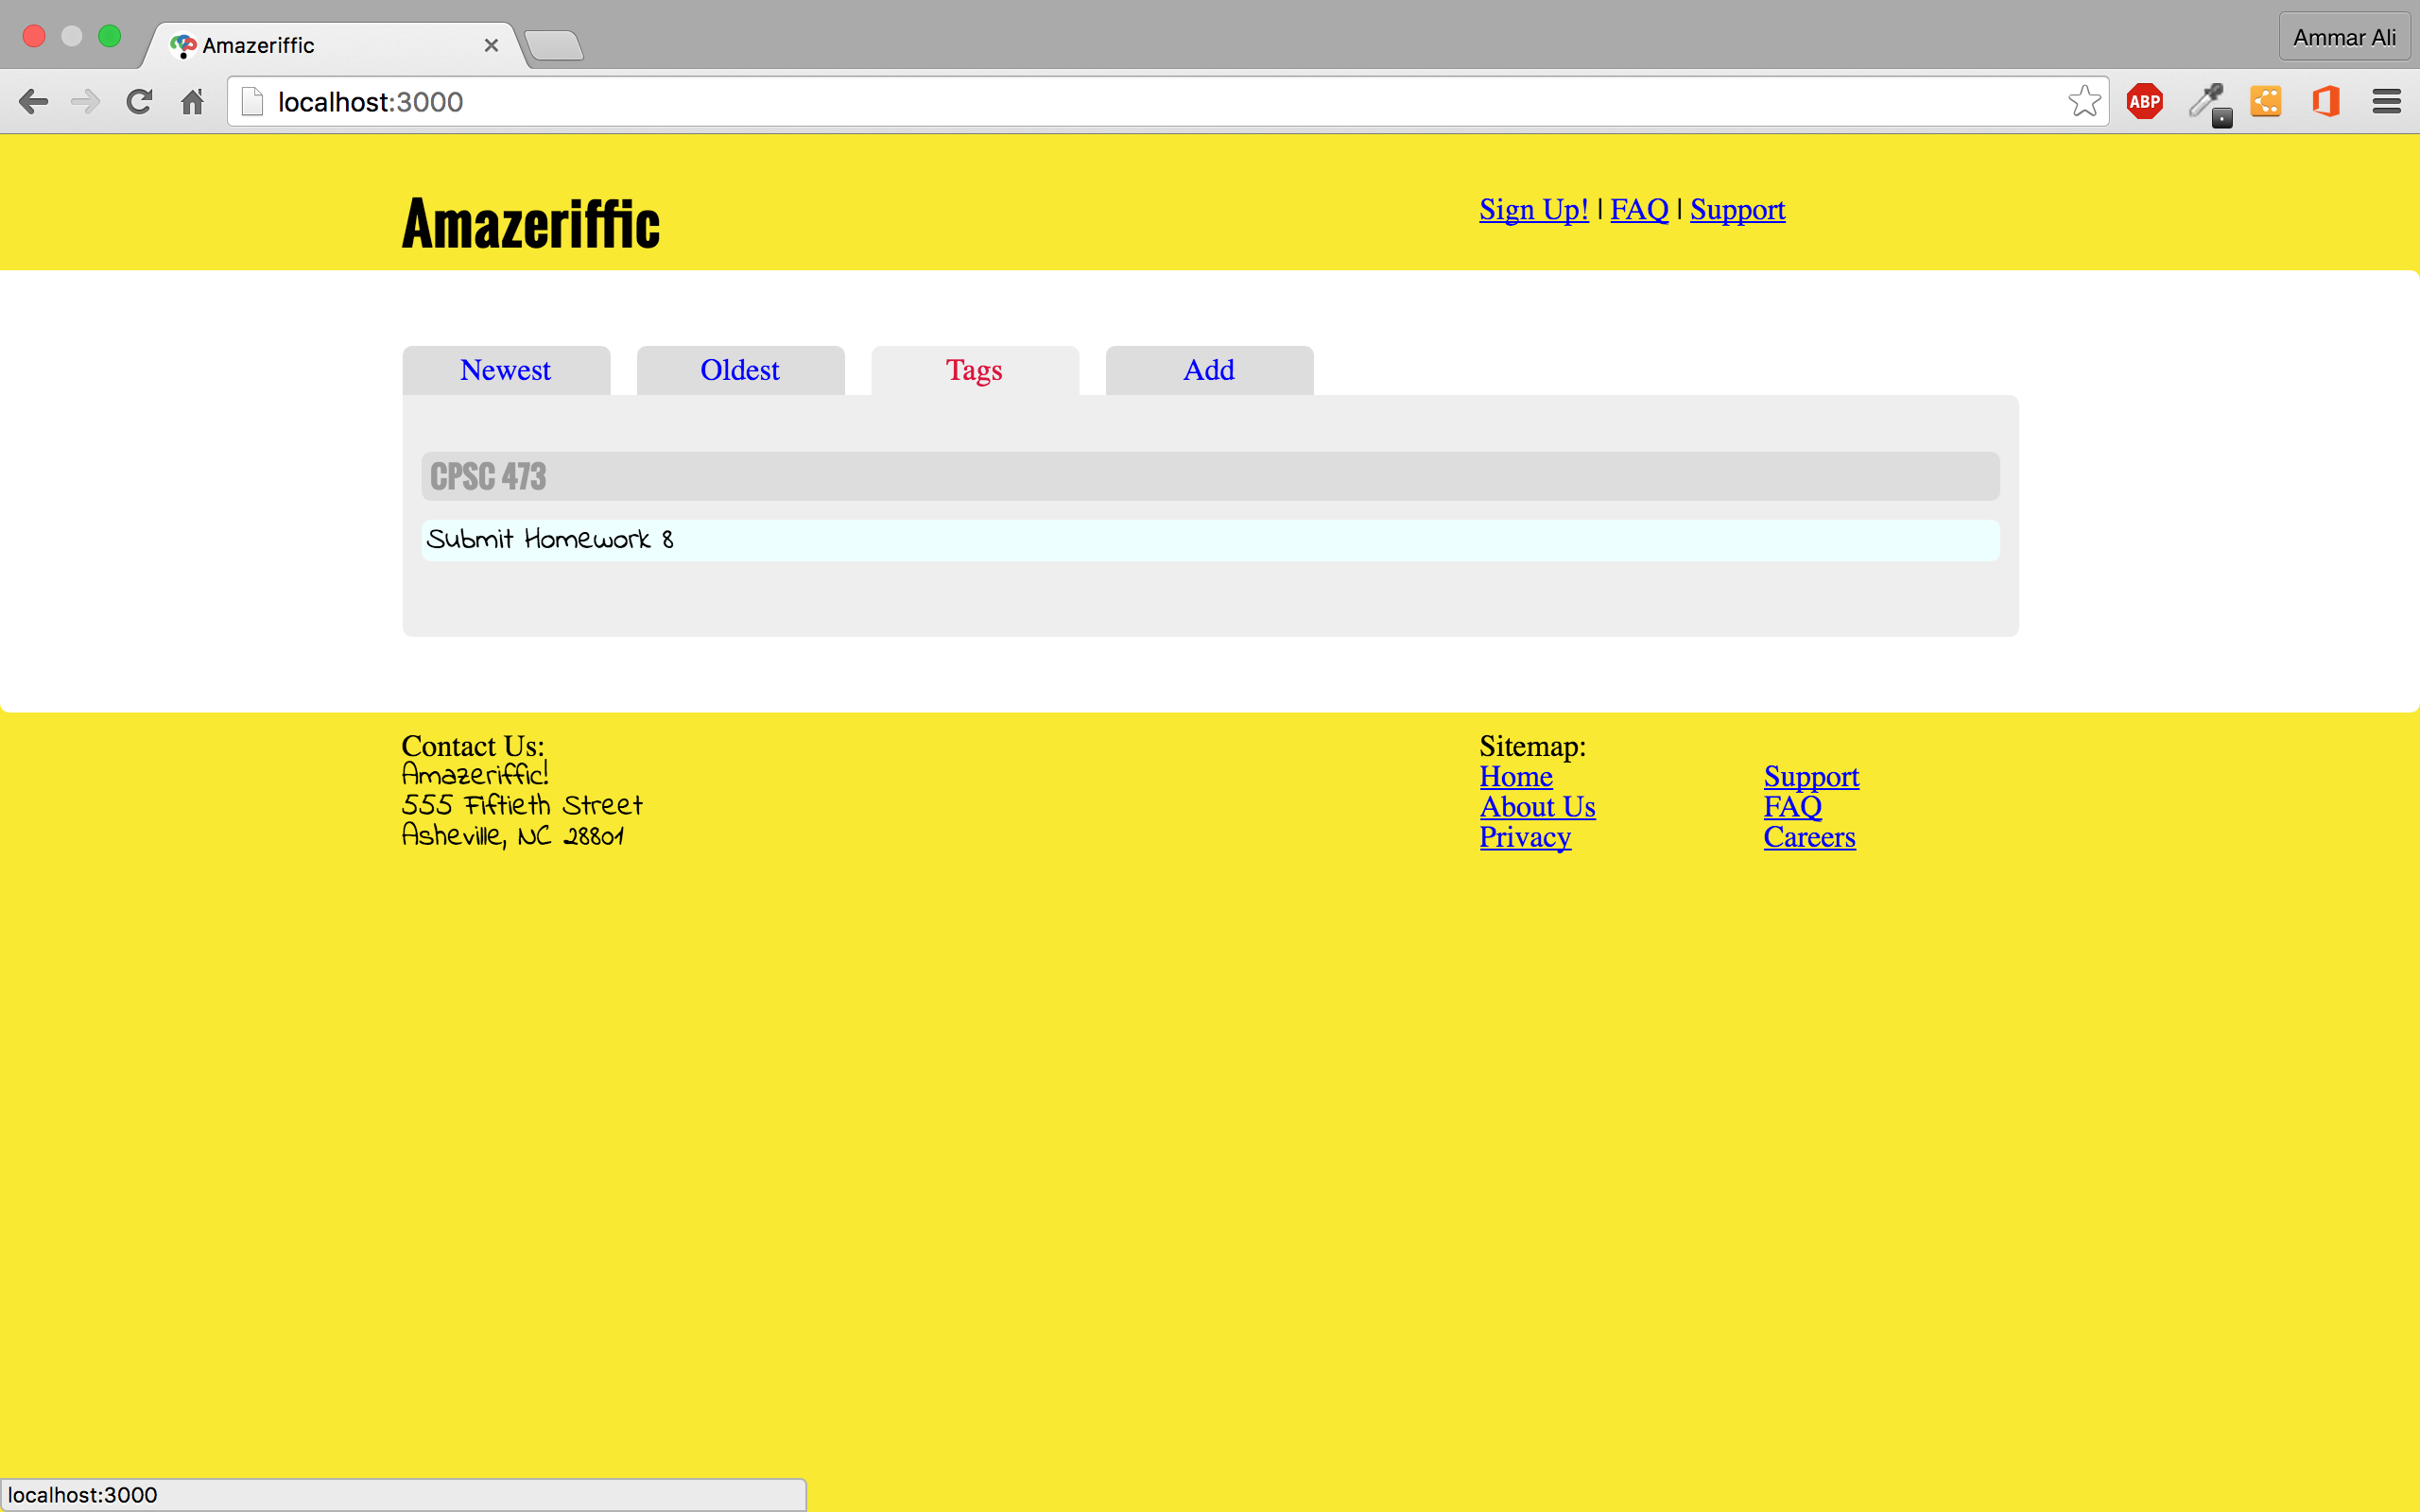 Amazeriffic
Ammar Ali
localhost:3000
ABP
Amazeriffic
Sign Up! | FAQ | Support
Newest Oldest Tags Add
CPSC 473
Submit Homework 8
Contact Us:
Amazeriffic!
555 Fiftieth Street
Asheville, NC 28801
Sitemap:
Home Support
About Us FAQ
Privacy Careers
localhost:3000